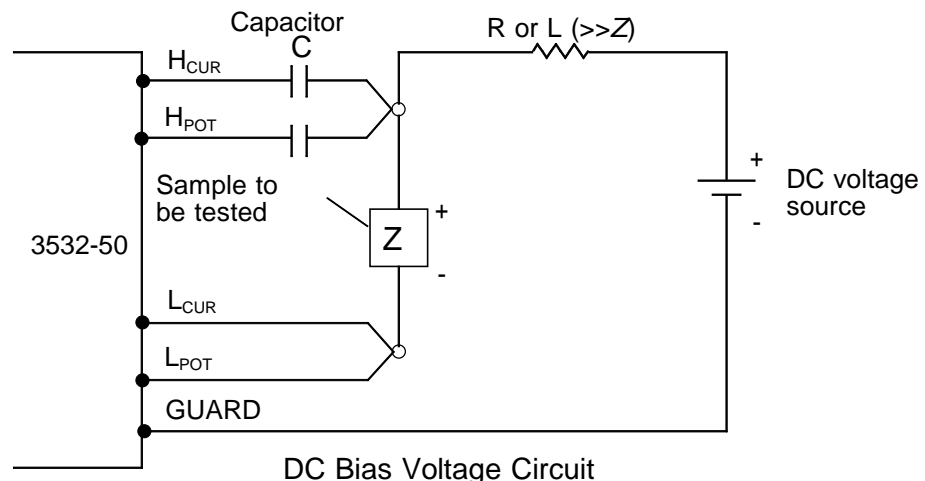 Capacitor
C
R or L (>>Z)
HCUR
HPOT
Sample to
be tested
+
Z
-
+
DC voltage
source
-
3532-50
LCUR
LPOT
GUARD
DC Bias Voltage Circuit